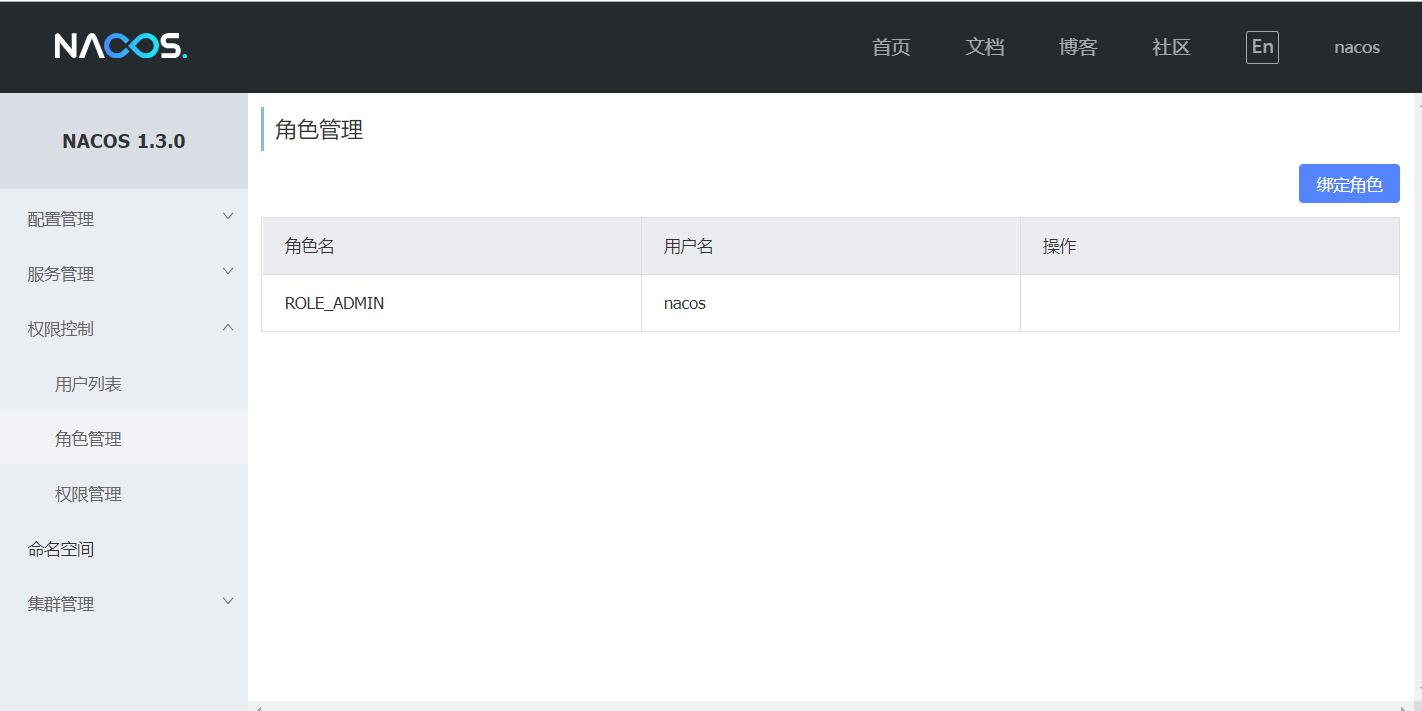 NACOS.
首页
文档
博客
社区
En
nacos
NACOS 1.3.0
配置管理
服务管理
权限控制
用户列表
角色管理
权限管理
命名空间
集群管理
角色管理
绑定角色
角色名 用户名 操作
ROLE_ADMIN nacos